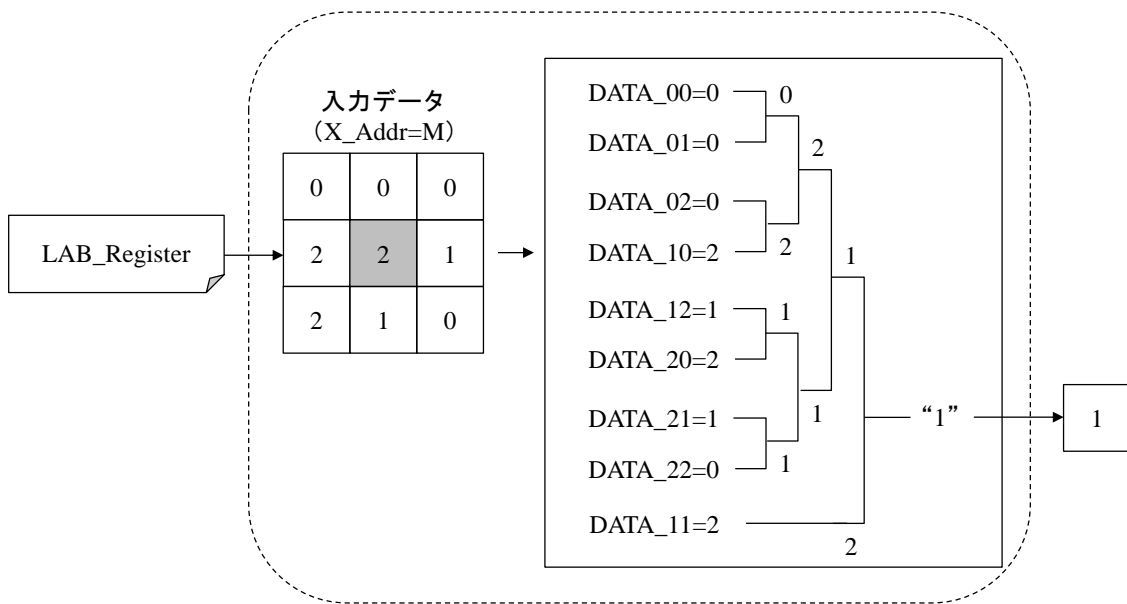 LAB_Register
入力データ
（X_Addr=M）
0 0 0
2 2 1
2 1 0
DATA_00=0
0
DATA_01=0
2
DATA_02=0
DATA_10=2
2
1
DATA_12=1
1
DATA_20=2
DATA_21=1
1
DATA_22=0
1
DATA_11=2
2
“1”
1